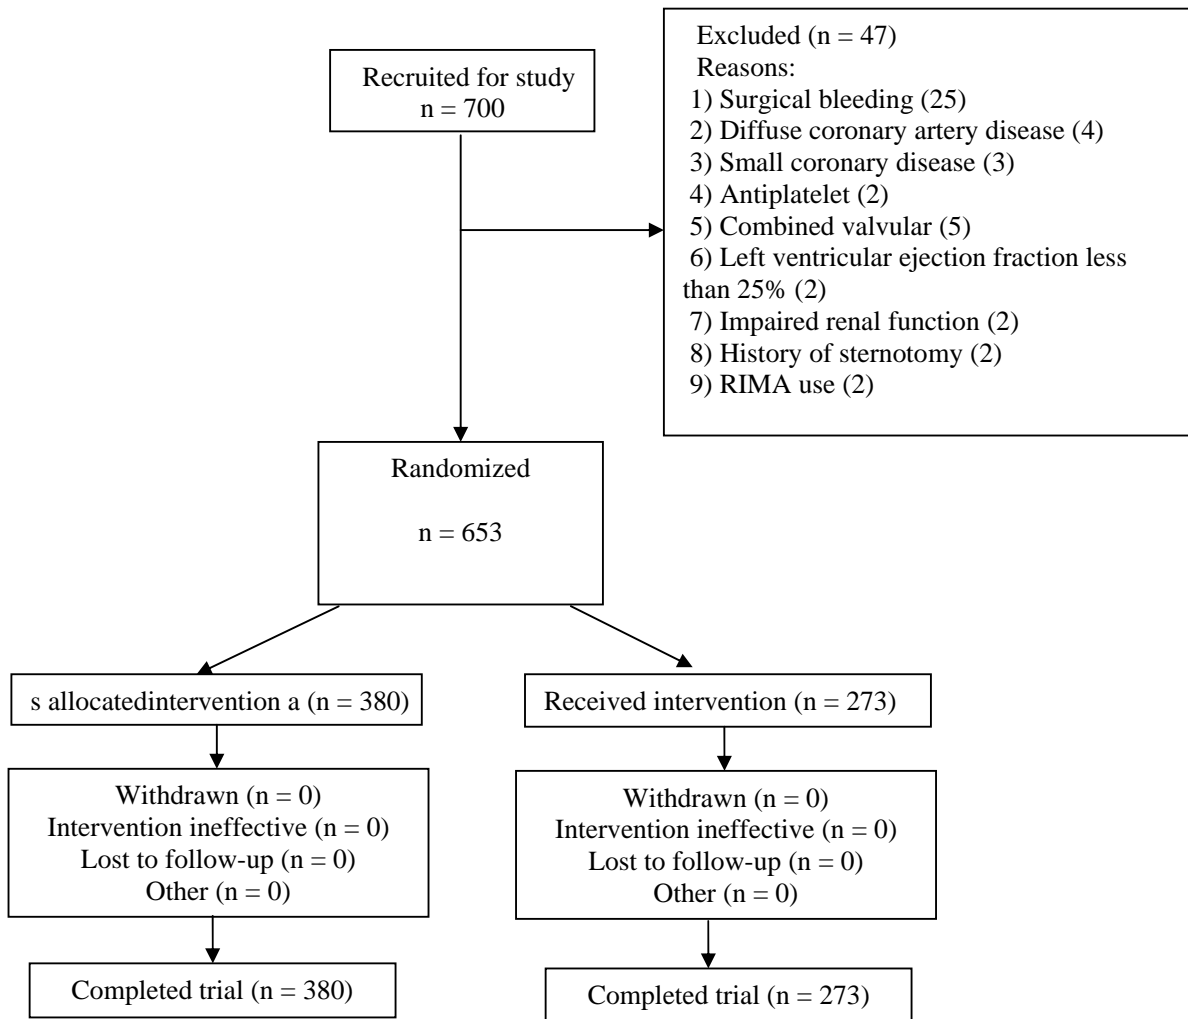 Recruited for study
n = 700
Excluded (n = 47)
Reasons:
1) Surgical bleeding (25)
2) Diffuse coronary artery disease (4)
3) Small coronary disease (3)
4) Antiplatelet (2)
5) Combined valvular (5)
6) Left ventricular ejection fraction less
than 25% (2)
7) Impaired renal function (2)
8) History of sternotomy (2)
9) RIMA use (2)
Randomized
n = 653
s allocatedintervention a (n = 380)
Received intervention (n = 273)
Withdrawn (n = 0)
Intervention ineffective (n = 0)
Lost to follow-up (n = 0)
Other (n = 0)
Withdrawn (n = 0)
Intervention ineffective (n = 0)
Lost to follow-up (n = 0)
Other (n = 0)
Completed trial (n = 380)
Completed trial (n = 273)